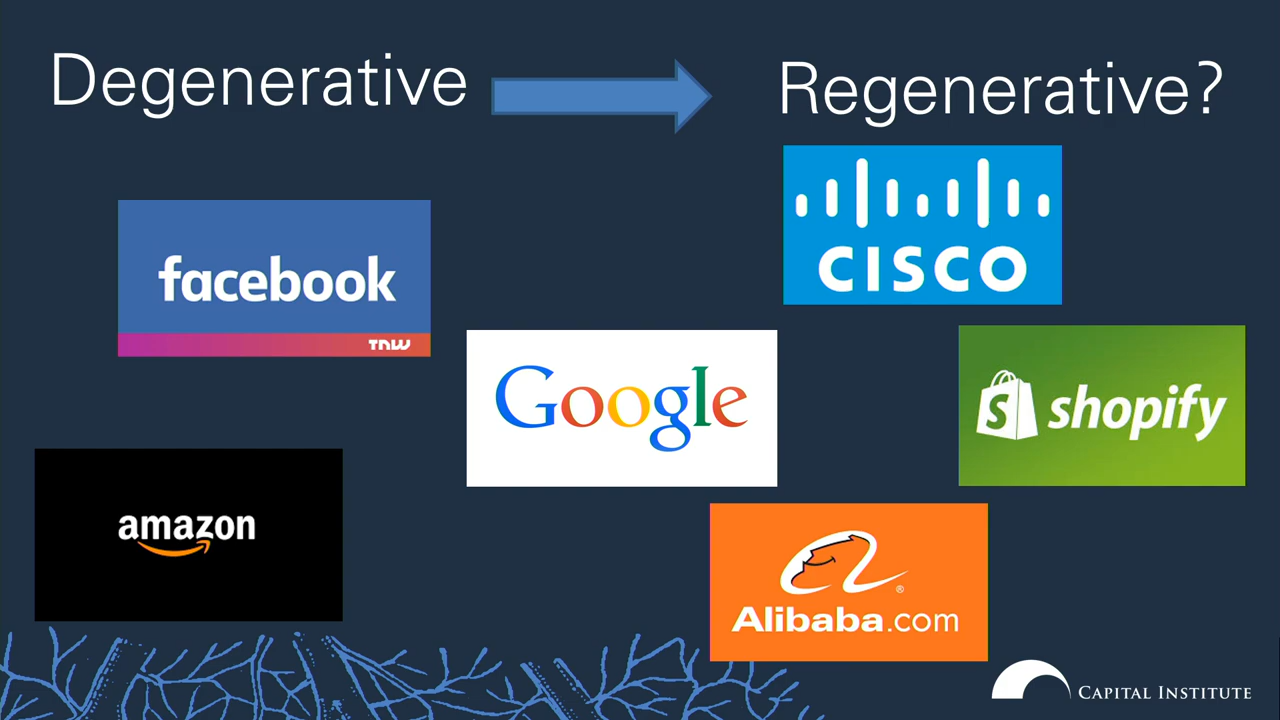 Degenerative
Regenerative?
CISCO
facebook
TNW
Google
S shopify
amazon
Alibaba.com
®
CAPITAL INSTITUTE